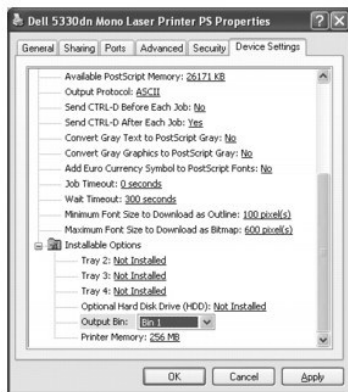 Dell 5330dn Mono Laser Printer PS Properties
General Sharing Ports Advanced Security Device Settings
Available PostScript Memory: 26171 KB
Output Protocol: ASCII
Send CTRL-D Before Each Job: No
Send CTRL-D After Each Job: Yes
Convert Gray Text to PostScript Gray: No
Convert Gray Graphics to PostScript Gray: No
Add Euro Currency Symbol to PostScript Fonts: No
Job Timeout: 0 seconds
Wait Timeout: 300 seconds
Minimum Font Size to Download as Outline: 100 pixel(s)
Maximum Font Size to Download as Bitmap: 600 pixel(s)
Installable Options
Tray 2: Not Installed
Tray 3: Not Installed
Tray 4: Not Installed
Optional Hard Disk Drive (HDD): Not Installed
Output Bin: Bin 1
Printer Memory: 256 MB
OK Cancel Apply